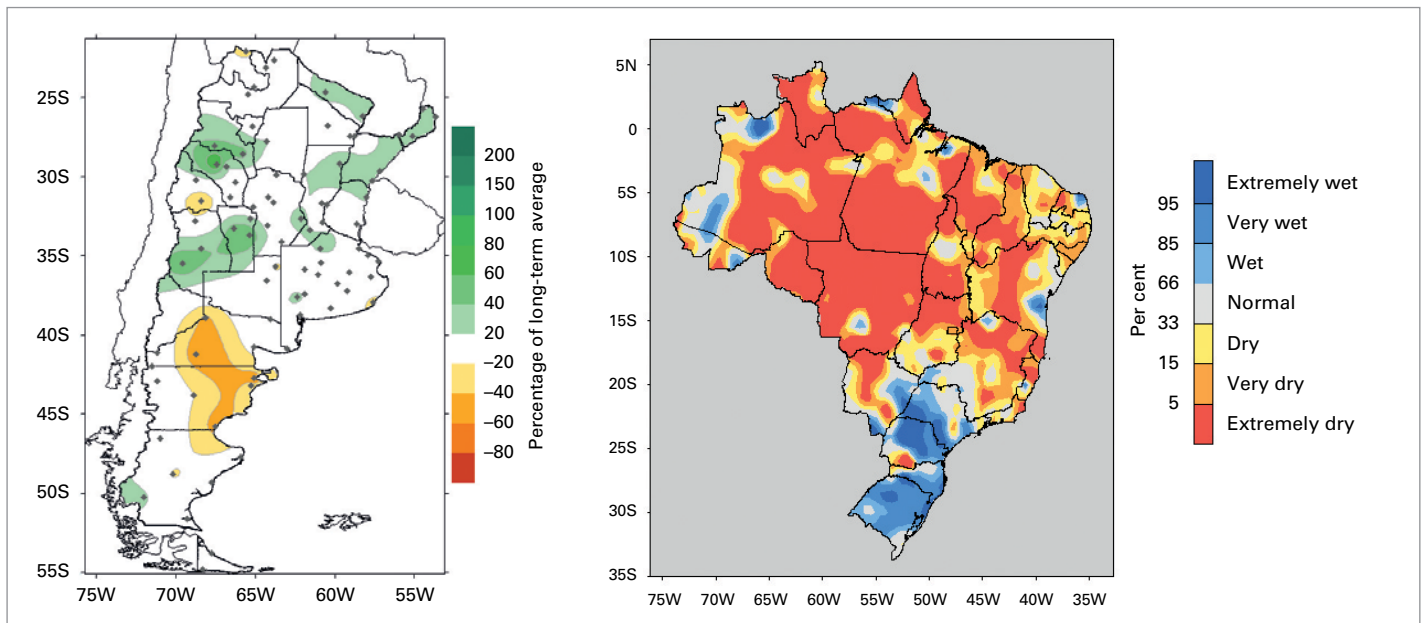 25S
30S
35S
40S
45S
50S
55S
75W 70W 65W 60W 55W
200
150
100
80
60
40
20
–20
–40
–60
–80
Percentage of long-term average
5N
0
5S
10S
15S
20S
25S
30S
35S
75W 70W 65W 60W 55W 50W 45W 40W 35W
Per cent
95
85
66
33
15
5
Extremely wet
Very wet
Wet
Normal
Dry
Very dry
Extremely dry